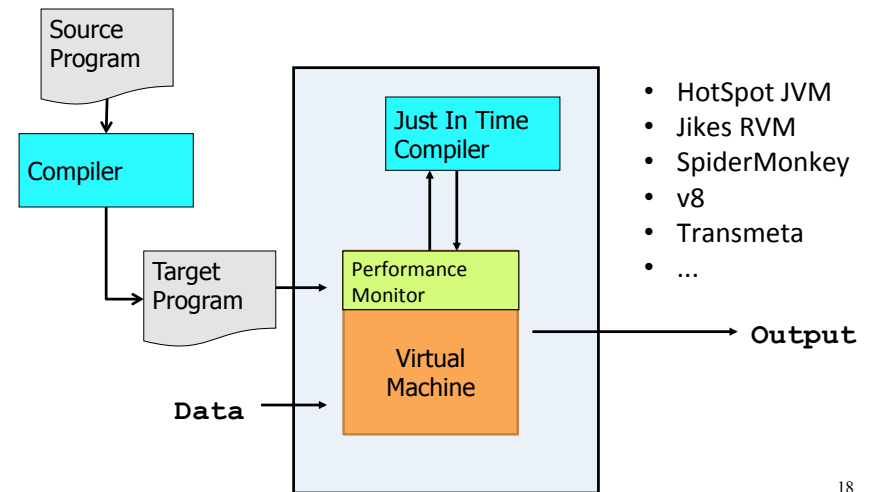 Source
Program
Compiler
Target
Program
Data
Just In Time
Compiler
Performance
Monitor
Virtual
Machine
• HotSpot JVM
• Jikes RVM
• SpiderMonkey
• v8
• Transmeta
• ...
Output
18